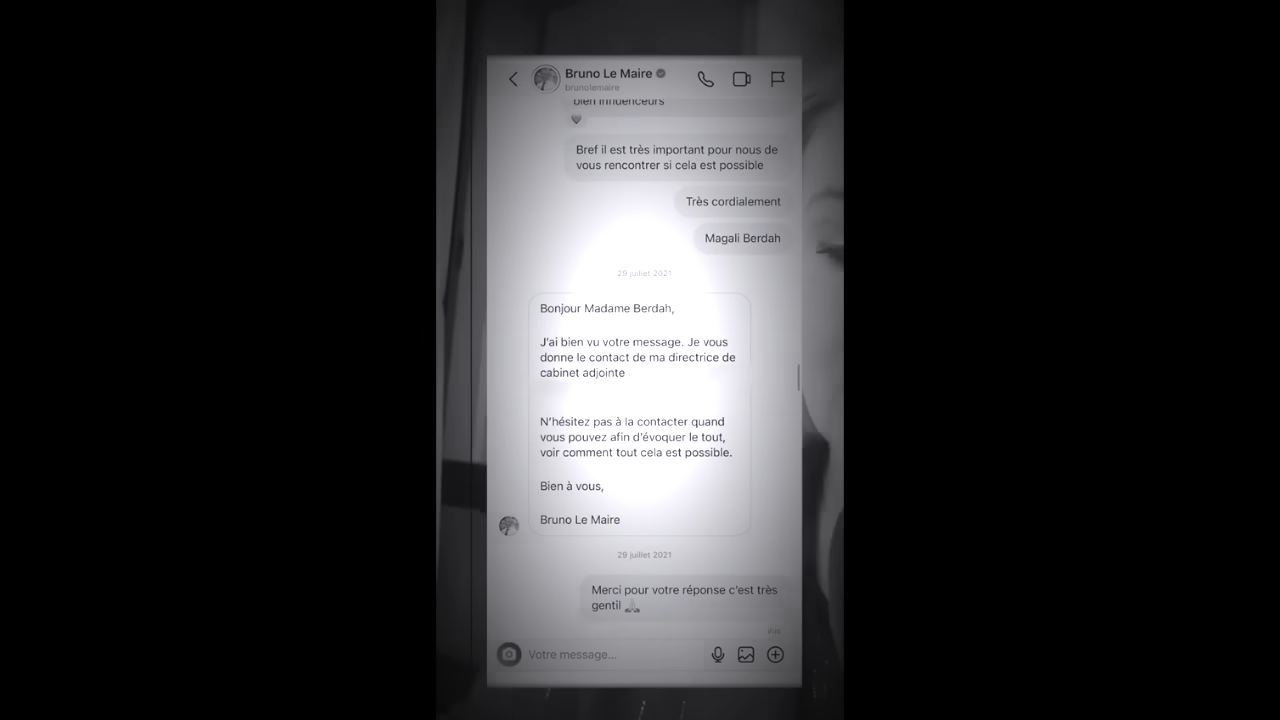 Bruno Le Maire
brunolemaire
bien influenceurs
Bref il est très important pour nous de
vous rencontrer si cela est possible
Très cordialement
Magali Berdah
29 juillet 2021
Bonjour Madame Berdah,
J'ai bien vu votre message. Je vous
donne le contact de ma directrice de
cabinet adjointe
N'hésitez pas à la contacter quand
vous pouvez afin d'évoquer le tout,
voir comment tout cela est possible.
Bien à vous,
Bruno Le Maire
29 juillet 2021
Merci pour votre réponse c'est très
gentil 🙏
Votre message...